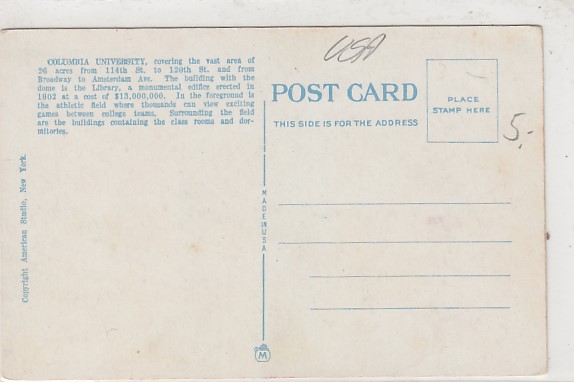 COLUMBIA UNIVERSITY, covering the vast area of
26 acres from 114th St. to 120th St. and from
Broadway to Amsterdam Ave. The building with the
dome is the Library, a monumental edifice erected in
1902 at a cost of $13,000,000. In the foreground is
the athletic field where thousands can view exciting
games between college teams. Surrounding the field
are the buildings containing the class rooms and dor-
mitories.
Copyright American Studio, New York.
USA
POST CARD
THIS SIDE IS FOR THE ADDRESS
PLACE
STAMP HERE
5.-
MADE IN USA
M